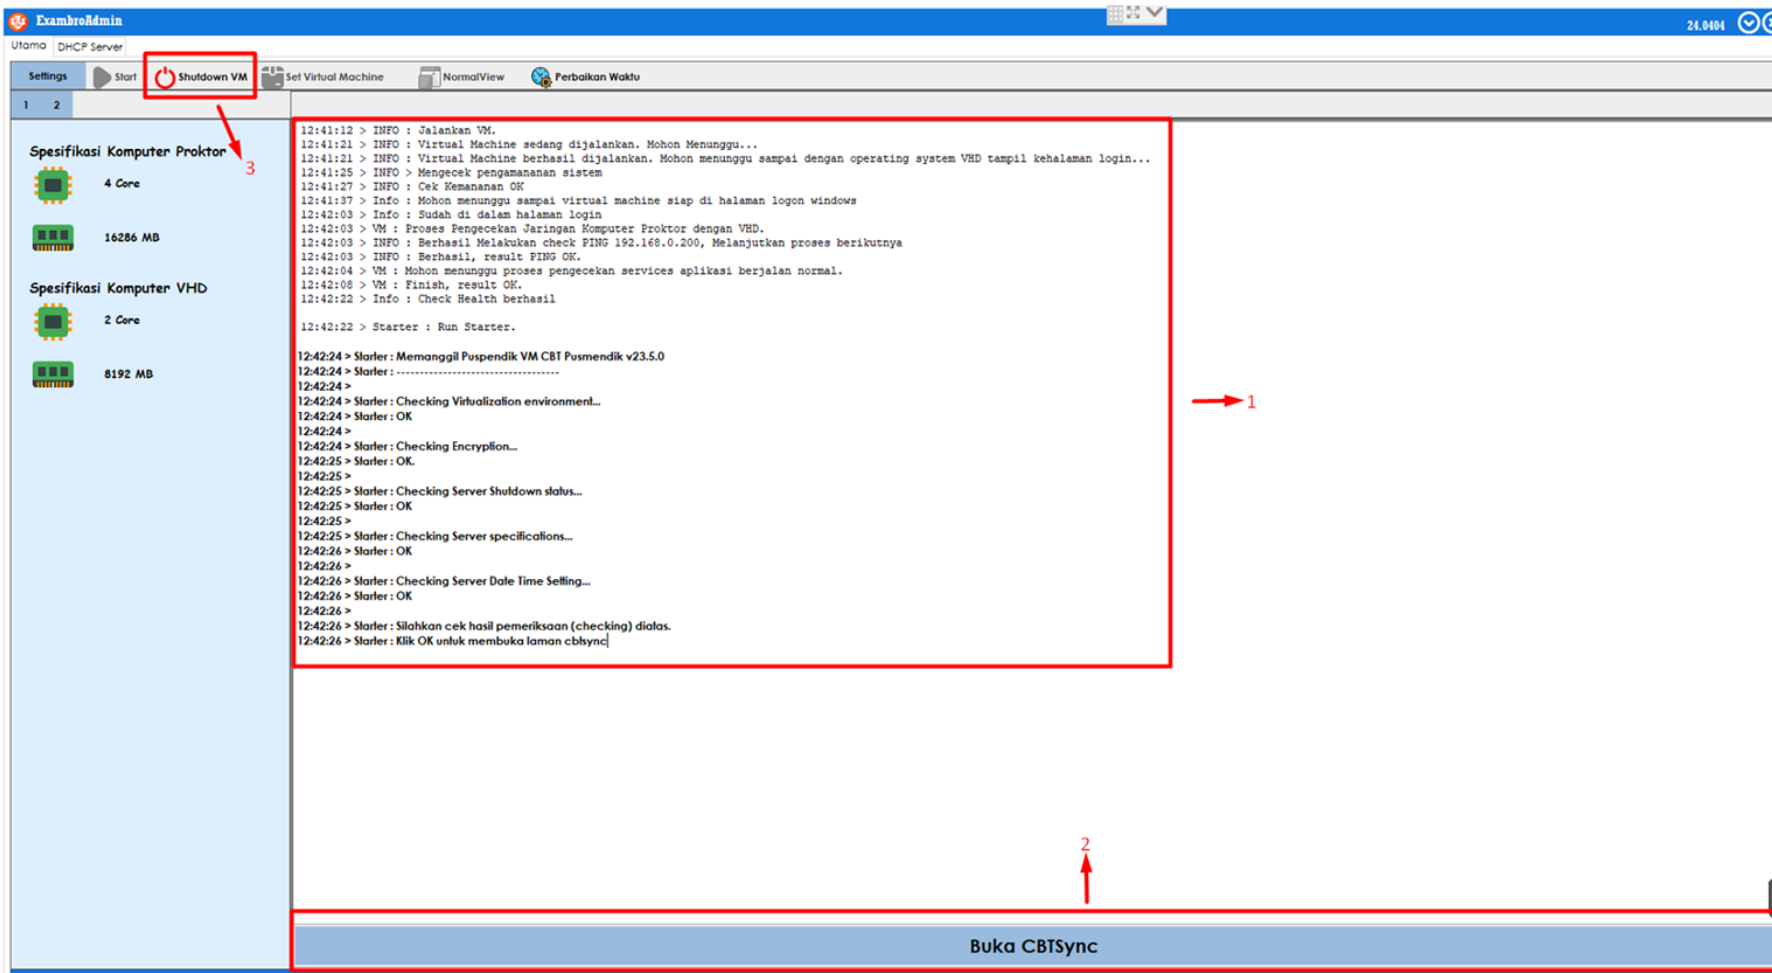 ExambroAdmin
24.0404
Utama DHCP Server
Settings Start Shutdown VM Set Virtual Machine NormalView Perbaikan Waktu
1 2
Spesifikasi Komputer Proktor
4 Core
16286 MB
Spesifikasi Komputer VHD
2 Core
8192 MB
3
12:41:12 > INFO : Jalankan VM.
12:41:21 > INFO : Virtual Machine sedang dijalankan. Mohon Menunggu...
12:41:21 > INFO : Virtual Machine berhasil dijalankan. Mohon menunggu sampai dengan operating system VHD tampil kehalaman login...
12:41:25 > INFO > Mengecek pengamananan sistem
12:41:27 > INFO : Cek Kemananan OK
12:41:37 > Info : Mohon menunggu sampai virtual machine siap di halaman logon windows
12:42:03 > Info : Sudah di dalam halaman login
12:42:03 > VM : Proses Pengecekan Jaringan Komputer Proktor dengan VHD.
12:42:03 > INFO : Berhasil Melakukan check PING 192.168.0.200, Melanjutkan proses berikutnya
12:42:03 > INFO : Berhasil, result PING OK.
12:42:04 > VM : Mohon menunggu proses pengecekan services aplikasi berjalan normal.
12:42:08 > VM : Finish, result OK.
12:42:22 > Info : Check Health berhasil
12:42:22 > Starter : Run Starter.
12:42:24 > Starter : Memanggil Puspendik VM CBT Pusmendik v23.5.0
12:42:24 > Starter : -----------------------------------
12:42:24 >
12:42:24 > Starter : Checking Virtualization environment...
12:42:24 > Starter : OK
12:42:24 >
12:42:24 > Starter : Checking Encryption...
12:42:25 > Starter : OK.
12:42:25 >
12:42:25 > Starter : Checking Server Shutdown status...
12:42:25 > Starter : OK
12:42:25 >
12:42:25 > Starter : Checking Server specifications...
12:42:26 > Starter : OK
12:42:26 >
12:42:26 > Starter : Checking Server Date Time Setting...
12:42:26 > Starter : OK
12:42:26 >
12:42:26 > Starter : Silahkan cek hasil pemeriksaan (checking) diatas.
12:42:26 > Starter : Klik OK untuk membuka laman cbtsync
1
2
Buka CBTSync